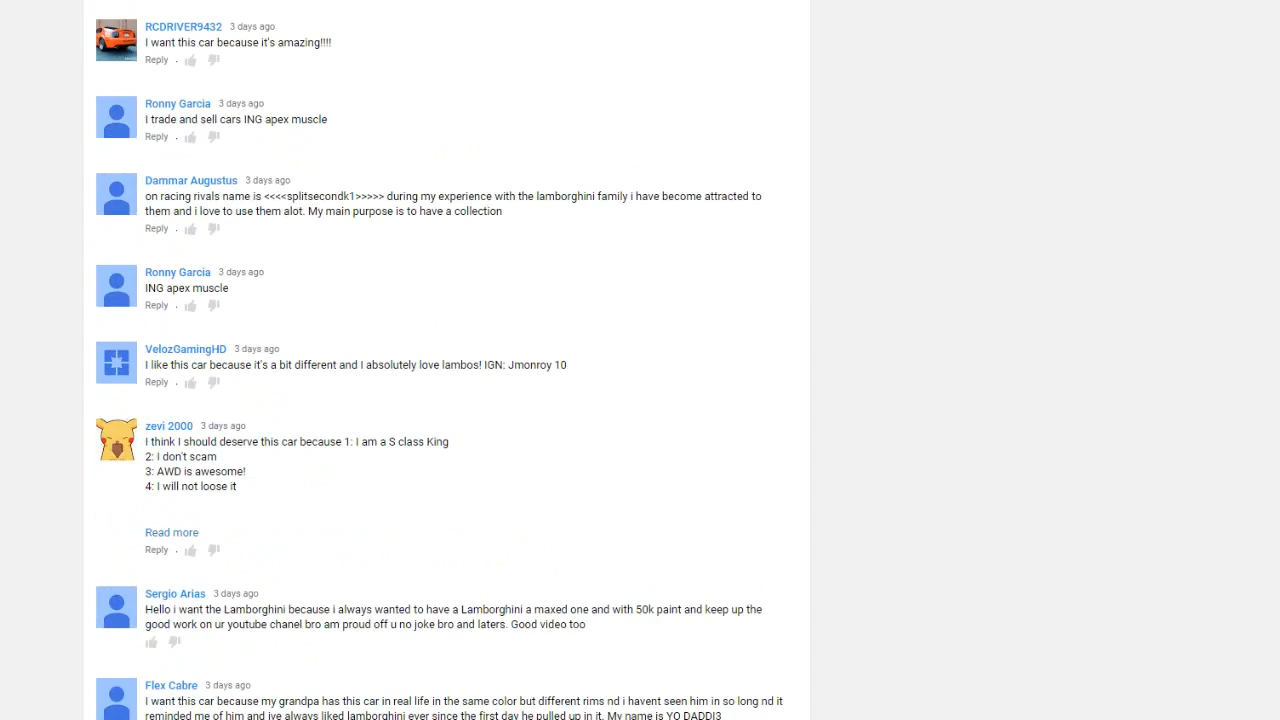 RCDRIVER9432 3 days ago
I want this car because it's amazing!!!!
Reply .
Ronny Garcia 3 days ago
I trade and sell cars ING apex muscle
Reply .
Dammar Augustus 3 days ago
on racing rivals name is <<<<splitsecondk1>>>>> during my experience with the lamborghini family i have become attracted to
them and i love to use them alot. My main purpose is to have a collection
Reply .
Ronny Garcia 3 days ago
ING apex muscle
Reply .
VelozGamingHD 3 days ago
I like this car because it's a bit different and I absolutely love lambos! IGN: Jmonroy 10
Reply .
zevi 2000 3 days ago
I think I should deserve this car because 1: I am a S class King
2: I don't scam
3: AWD is awesome!
4: I will not loose it
Read more
Reply .
Sergio Arias 3 days ago
Hello i want the Lamborghini because i always wanted to have a Lamborghini a maxed one and with 50k paint and keep up the
good work on ur youtube chanel bro am proud off u no joke bro and laters. Good video too
Flex Cabre 3 days ago
I want this car because my grandpa has this car in real life in the same color but different rims nd i havent seen him in so long nd it
reminded me of him and ive always liked lamborghini ever since the first day he pulled up in it. My name is YO DADDI3